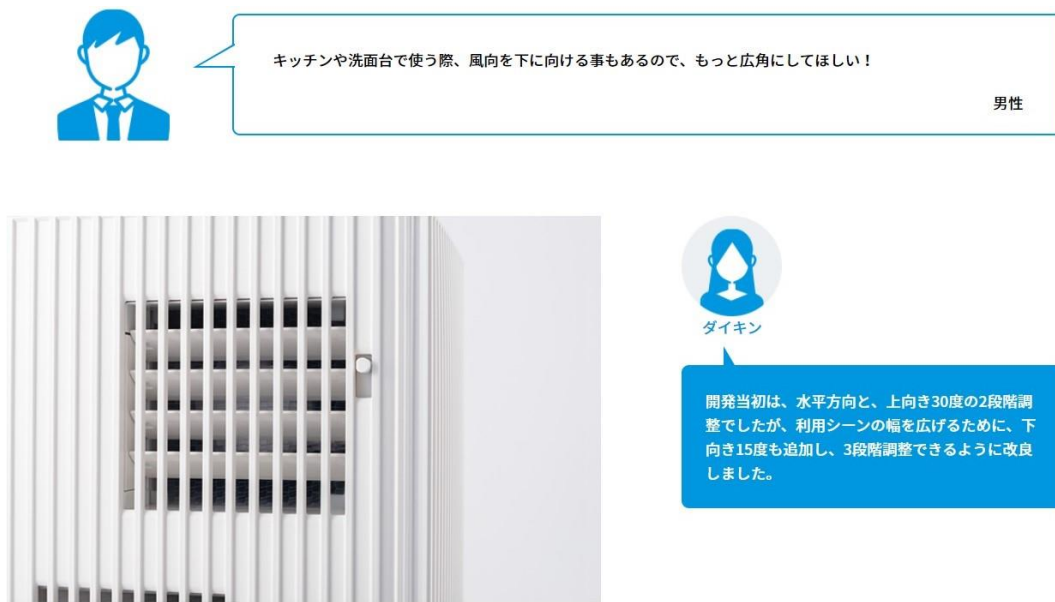 キッチンや洗面台で使う際、風向を下に向ける事もあるので、もっと広角にしてほしい！
男性
ダイキン
開発当初は、水平方向と、上向き30度の2段階調
整でしたが、利用シーンの幅を広げるために、下
向き15度も追加し、3段階調整できるように改良
しました。